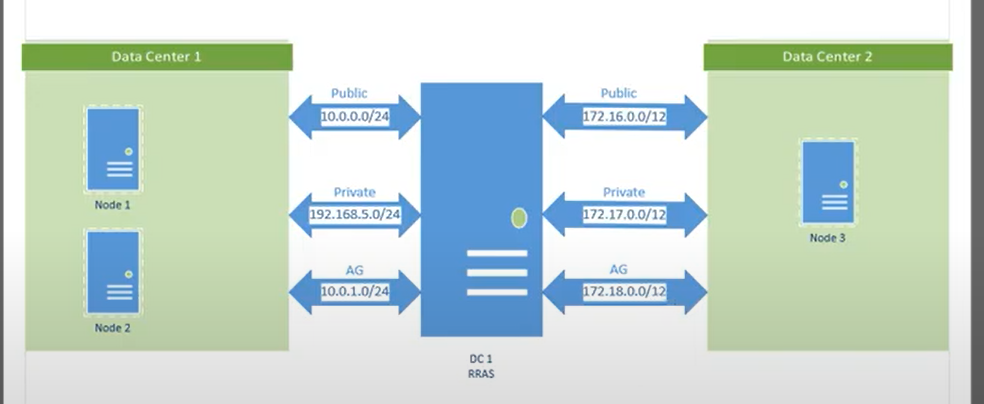 Data Center 1
Data Center 2
Public
10.0.0.0/24
Public
172.16.0.0/12
Node 1
Private
192.168.5.0/24
Private
172.17.0.0/12
Node 3
AG
10.0.1.0/24
AG
172.18.0.0/12
Node 2
DC 1
RRAS